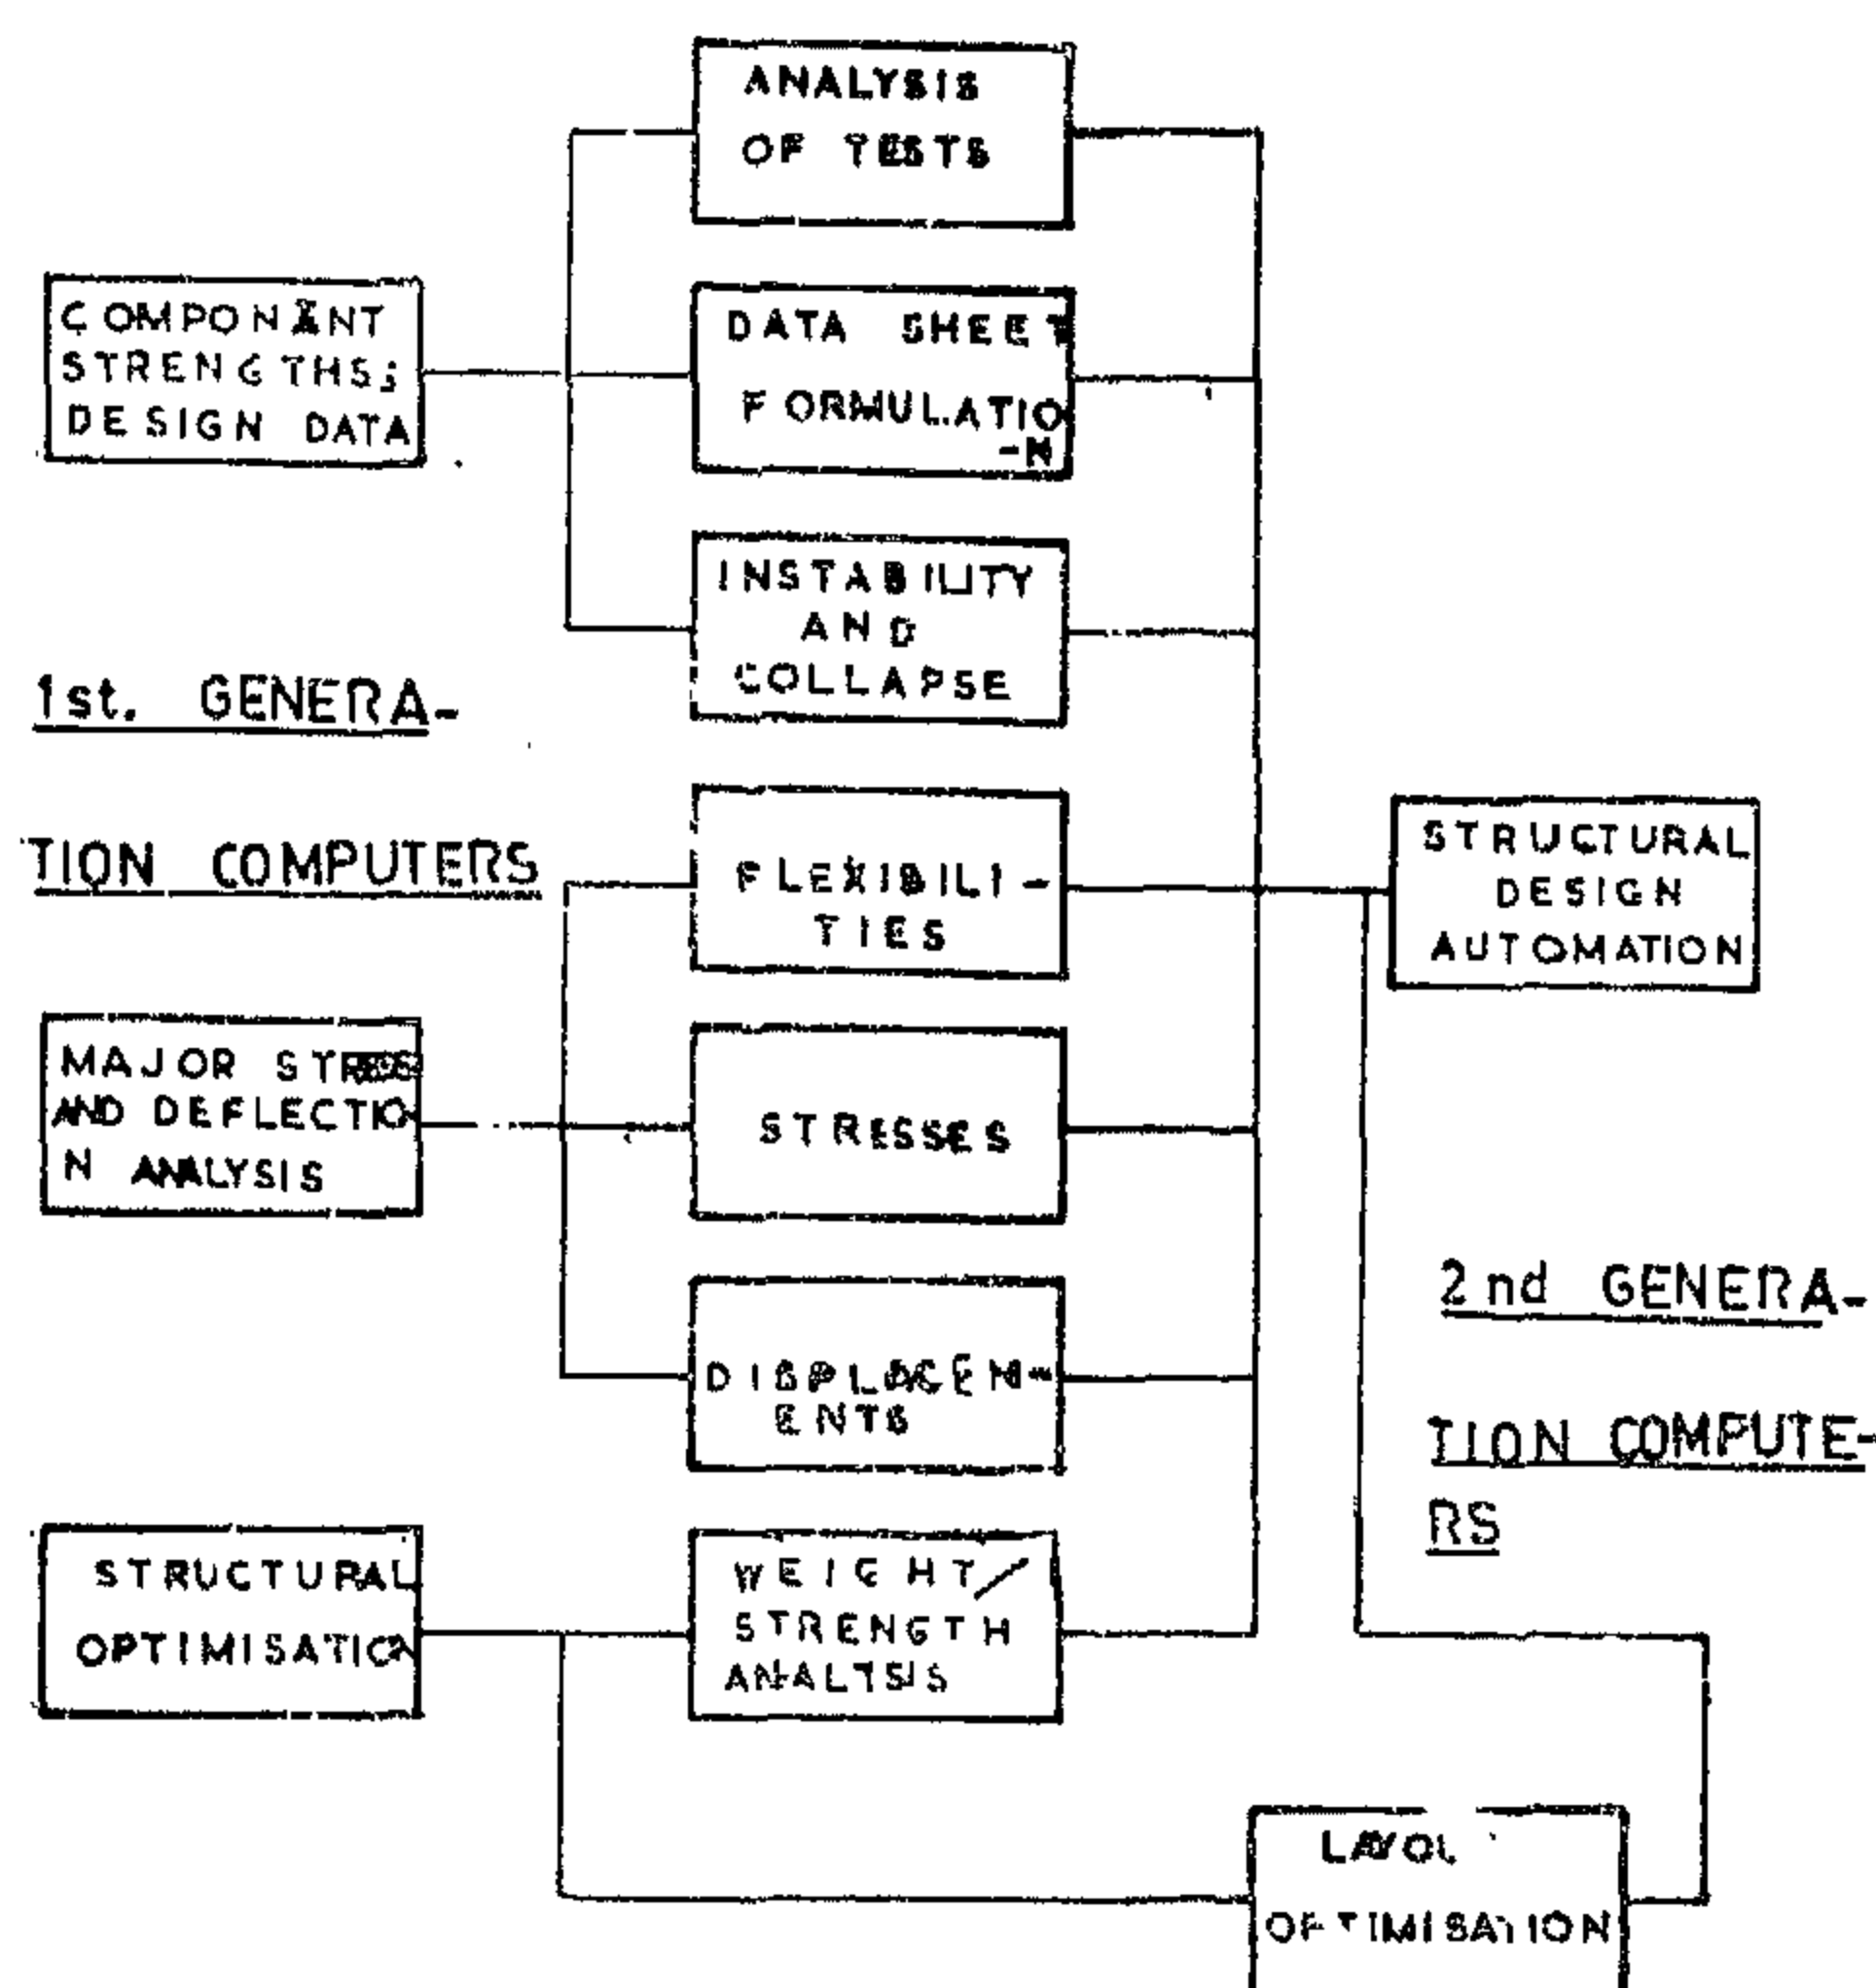 ANALYSIS
OF TESTS
COMPONANT
STRENGTHS;
DESIGN DATA
DATA SHEET
FORMULATIO
-N
INSTABILITY
AND
COLLAPSE
1st. GENERA-
TION COMPUTERS
FLEXIBILI-
TIES
STRUCTURAL
DESIGN
AUTOMATION
MAJOR STRESS
AND DEFLECTIO-
N ANALYSIS
STRESSES
DISPLACEM-
ENTS
2nd GENERA-
TION COMPUTE-
RS
STRUCTURAL
OPTIMISATION
WEIGHT/
STRENGTH
ANALYSIS
OPTIMISATION